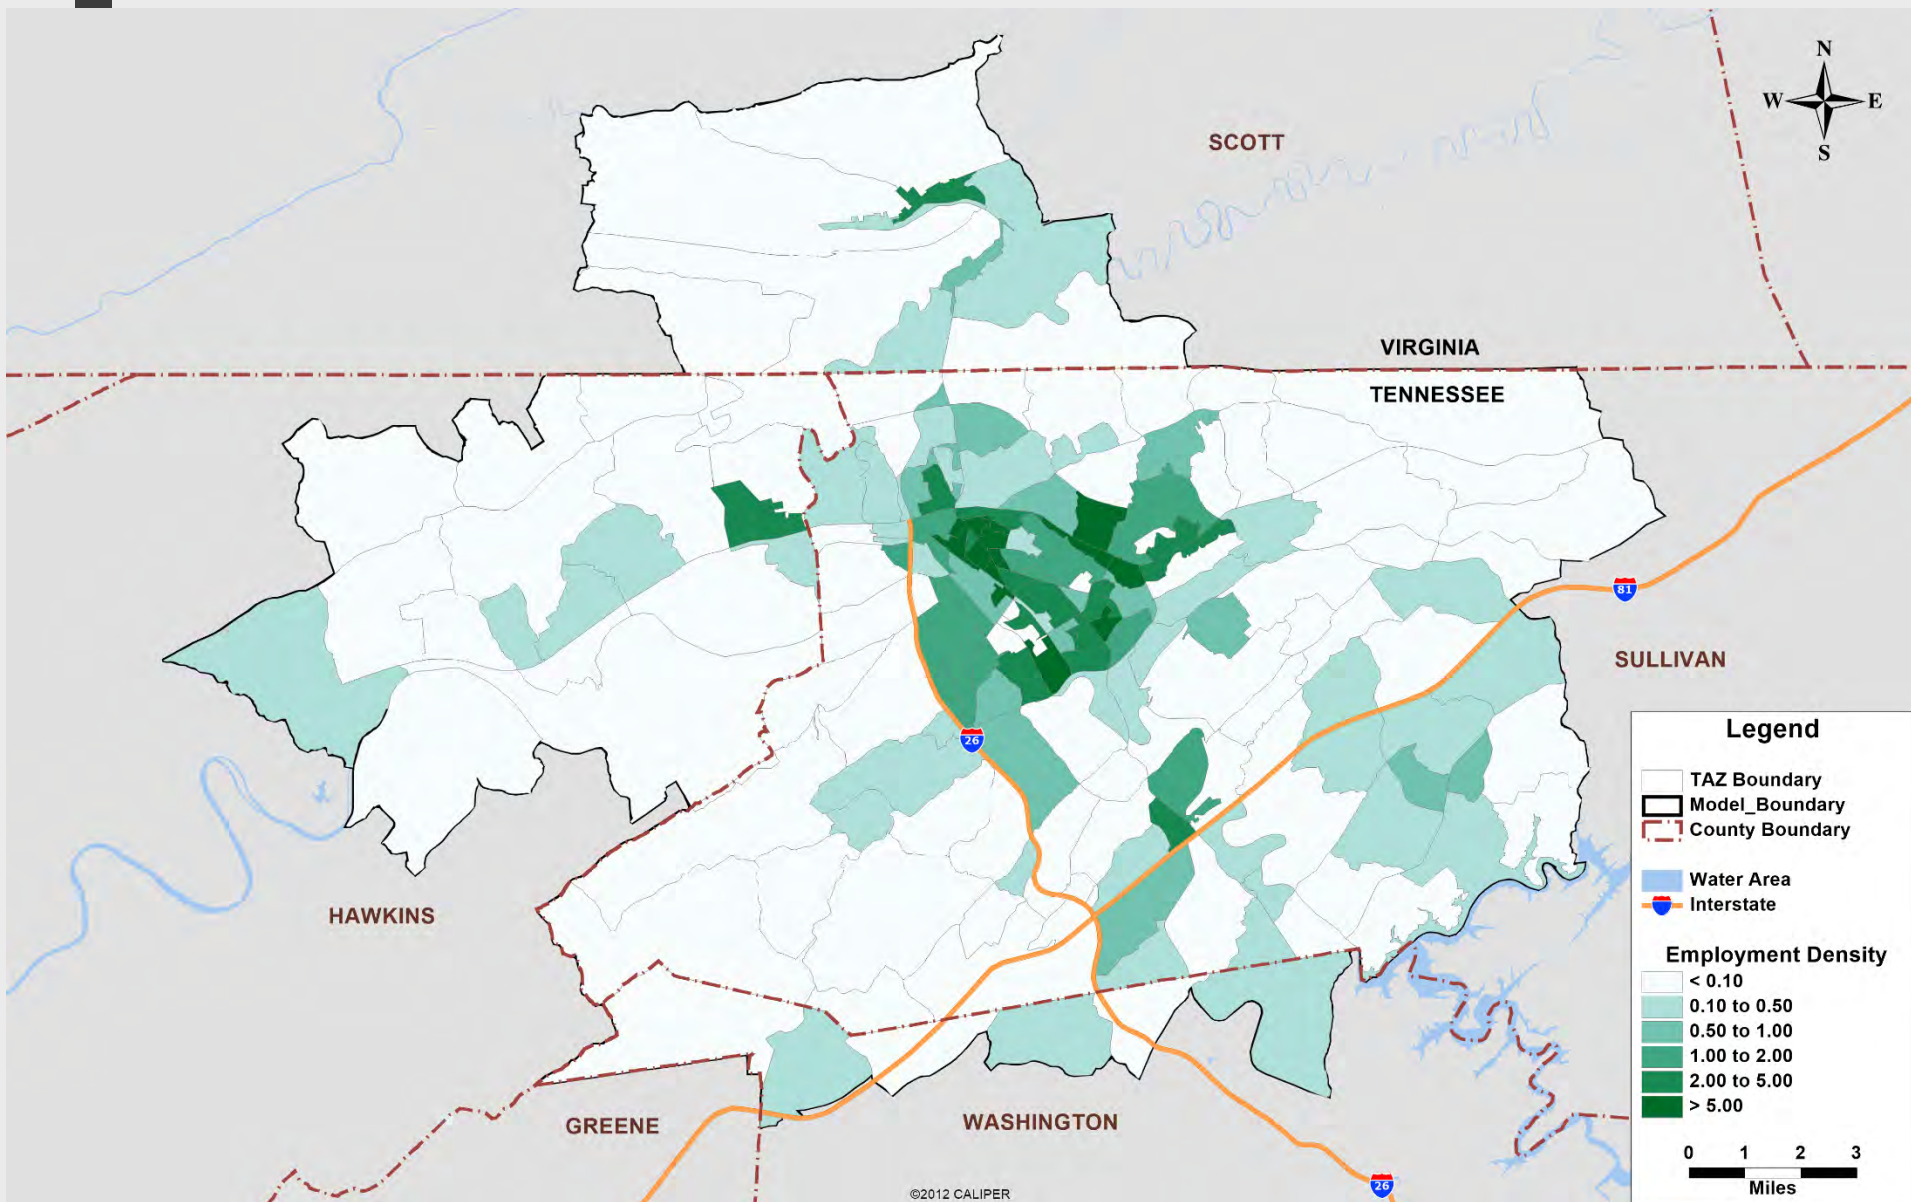 N
W E
S
SCOTT
VIRGINIA
TENNESSEE
81
SULLIVAN
26
HAWKINS
GREENE
WASHINGTON
26
©2012 CALIPER
Legend
TAZ Boundary
Model_Boundary
County Boundary
Water Area
Interstate
Employment Density
< 0.10
0.10 to 0.50
0.50 to 1.00
1.00 to 2.00
2.00 to 5.00
> 5.00
0 1 2 3
Miles